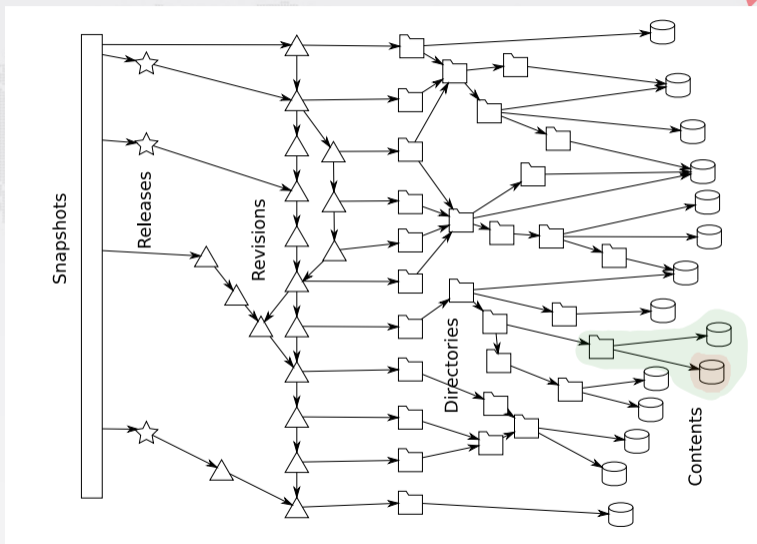 Snapshots
Releases
Revisions
Directories
Contents